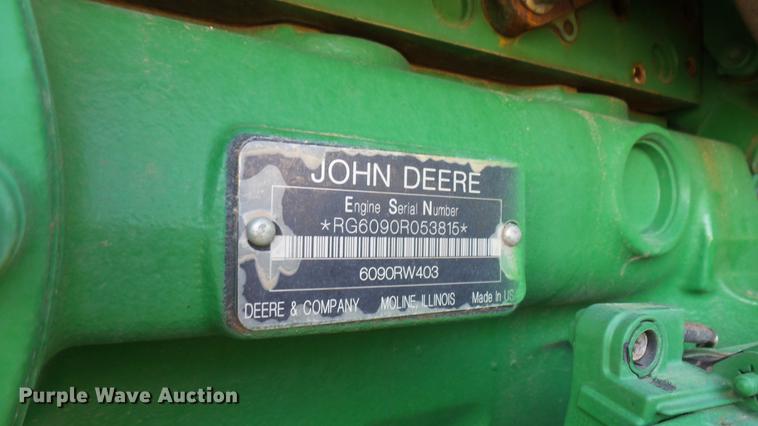 JOHN DEERE
Engine Serial Number
*RG6090R053815*
6090RW403
DEERE & COMPANY MOLINE, ILLINOIS Made In US
Purple Wave Auction